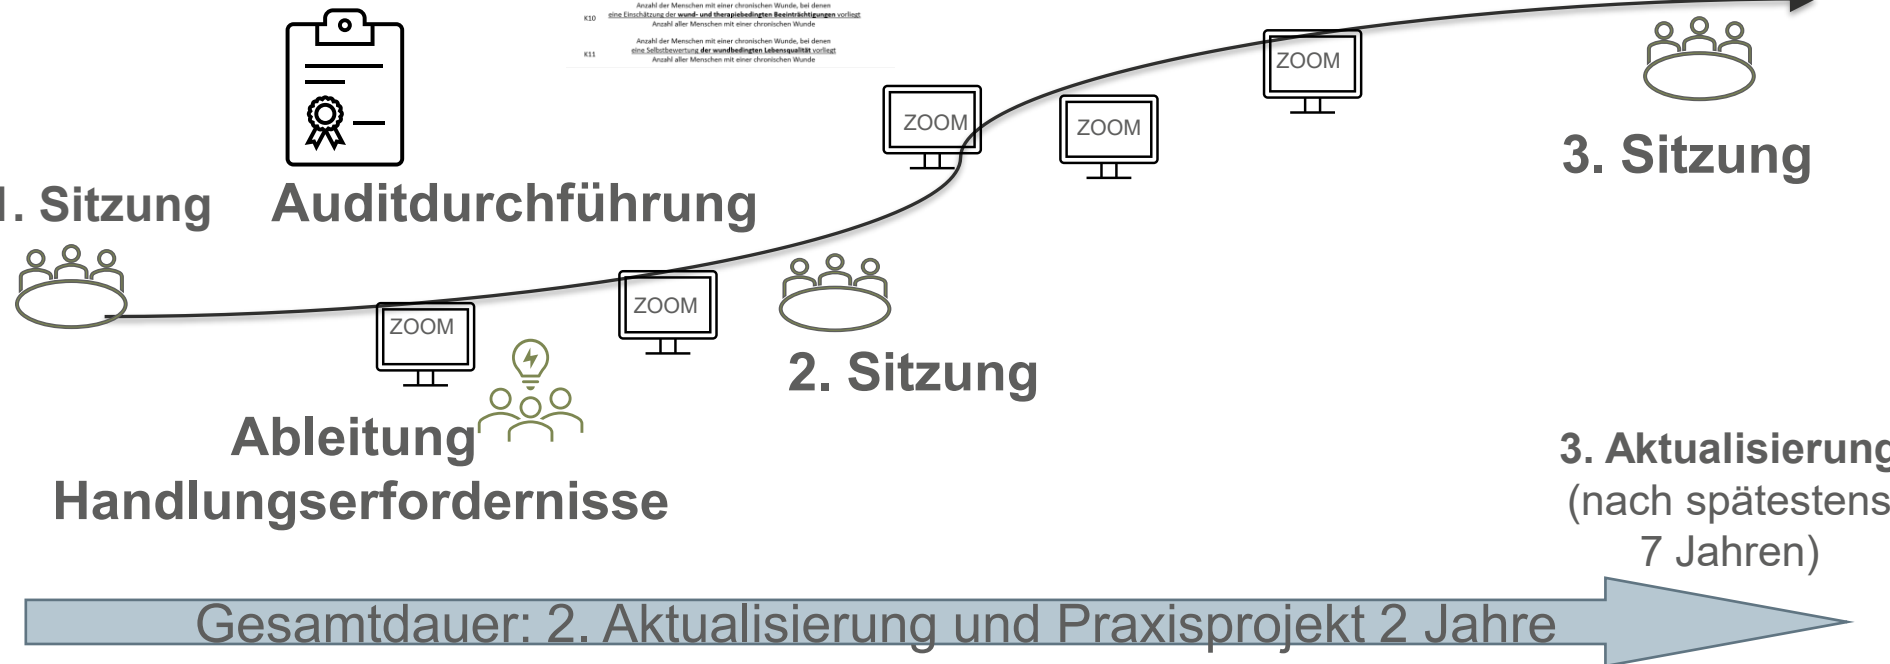 Anzahl der Menschen mit einer chronischen Wunde, bei denen
K10 eine Einschätzung der wund- und therapiebedingten Beeinträchtigungen vorliegt
Anzahl aller Menschen mit einer chronischen Wunde
Anzahl der Menschen mit einer chronischen Wunde, bei denen
K11 eine Selbstbewertung der wundbedingten Lebensqualität vorliegt
Anzahl aller Menschen mit einer chronischen Wunde
ZOOM
ZOOM
ZOOM
3. Sitzung
1. Sitzung
Auditdurchführung
ZOOM
ZOOM
2. Sitzung
Ableitung
Handlungserfordernisse
3. Aktualisierung
(nach spätestens
7 Jahren)
Gesamtdauer: 2. Aktualisierung und Praxisprojekt 2 Jahre